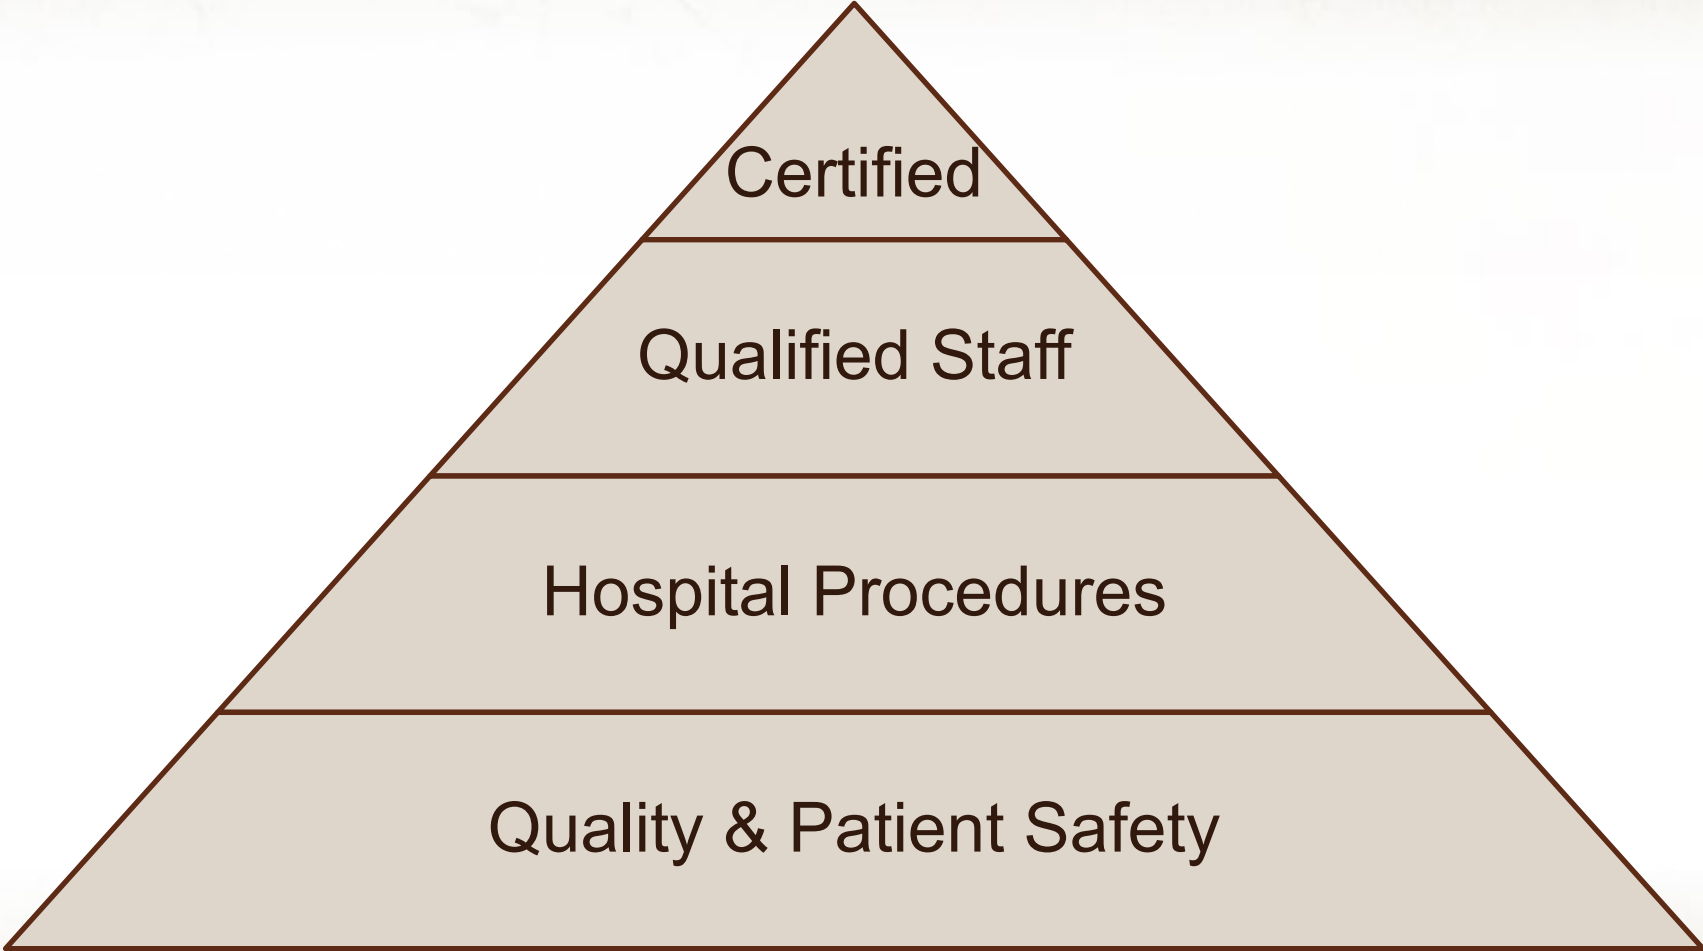 Certified
Qualified Staff
Hospital Procedures
Quality & Patient Safety